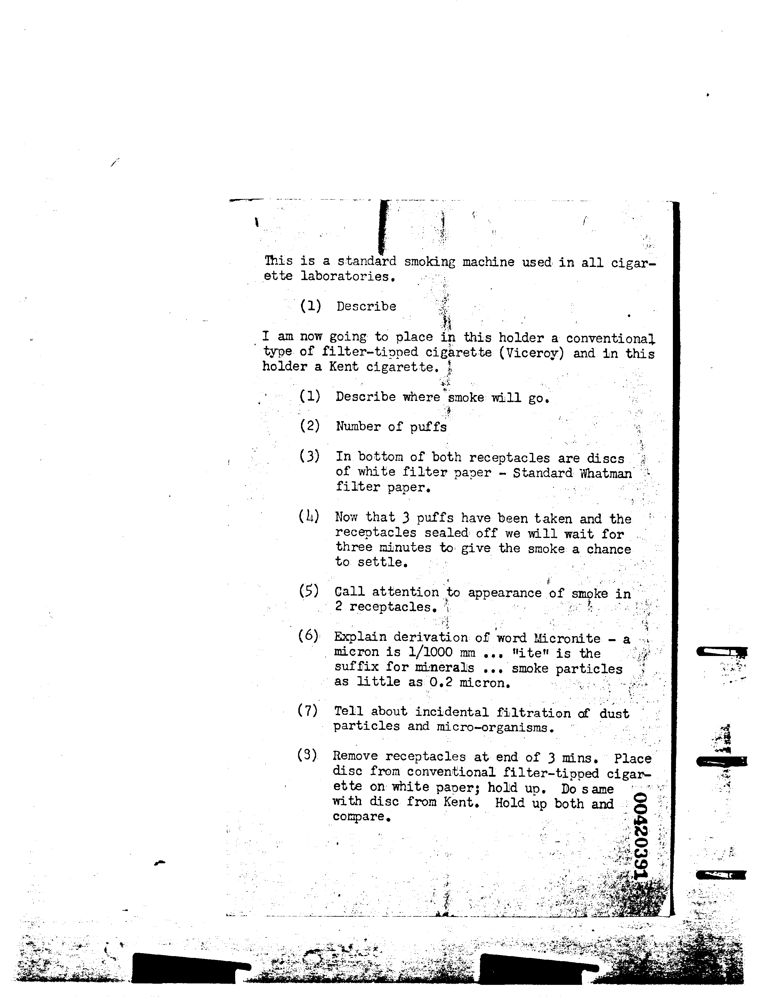 This is a standard smoking machine used in all cigar-
ette laboratories.
(1) Describe
I am now going to place in this holder a conventional
type of filter-tipped cigarette (Viceroy) and in this
holder a Kent cigarette.
(1) Describe where smoke will go.
(2) Number of puffs
(3) In bottom of both receptacles are discs
of white filter paper - Standard Whatman
filter paper.
(4) Now that 3 puffs have been taken and the
receptacles sealed off we will wait for
three minutes to give the smoke a chance
to settle.
(5) Call attention to appearance of smoke in
2 receptacles.
(6) Explain derivation of word Micronite - a
micron is 1/1000 mm ... "ite" is the
suffix for minerals ... smoke particles
as little as 0.2 micron.
(7) Tell about incidental filtration of dust
particles and micro-organisms.
(8) Remove receptacles at end of 3 mins. Place
disc from conventional filter-tipped cigar-
ette on white paper; hold up. Do same
with disc from Kent. Hold up both and
compare.
00420391